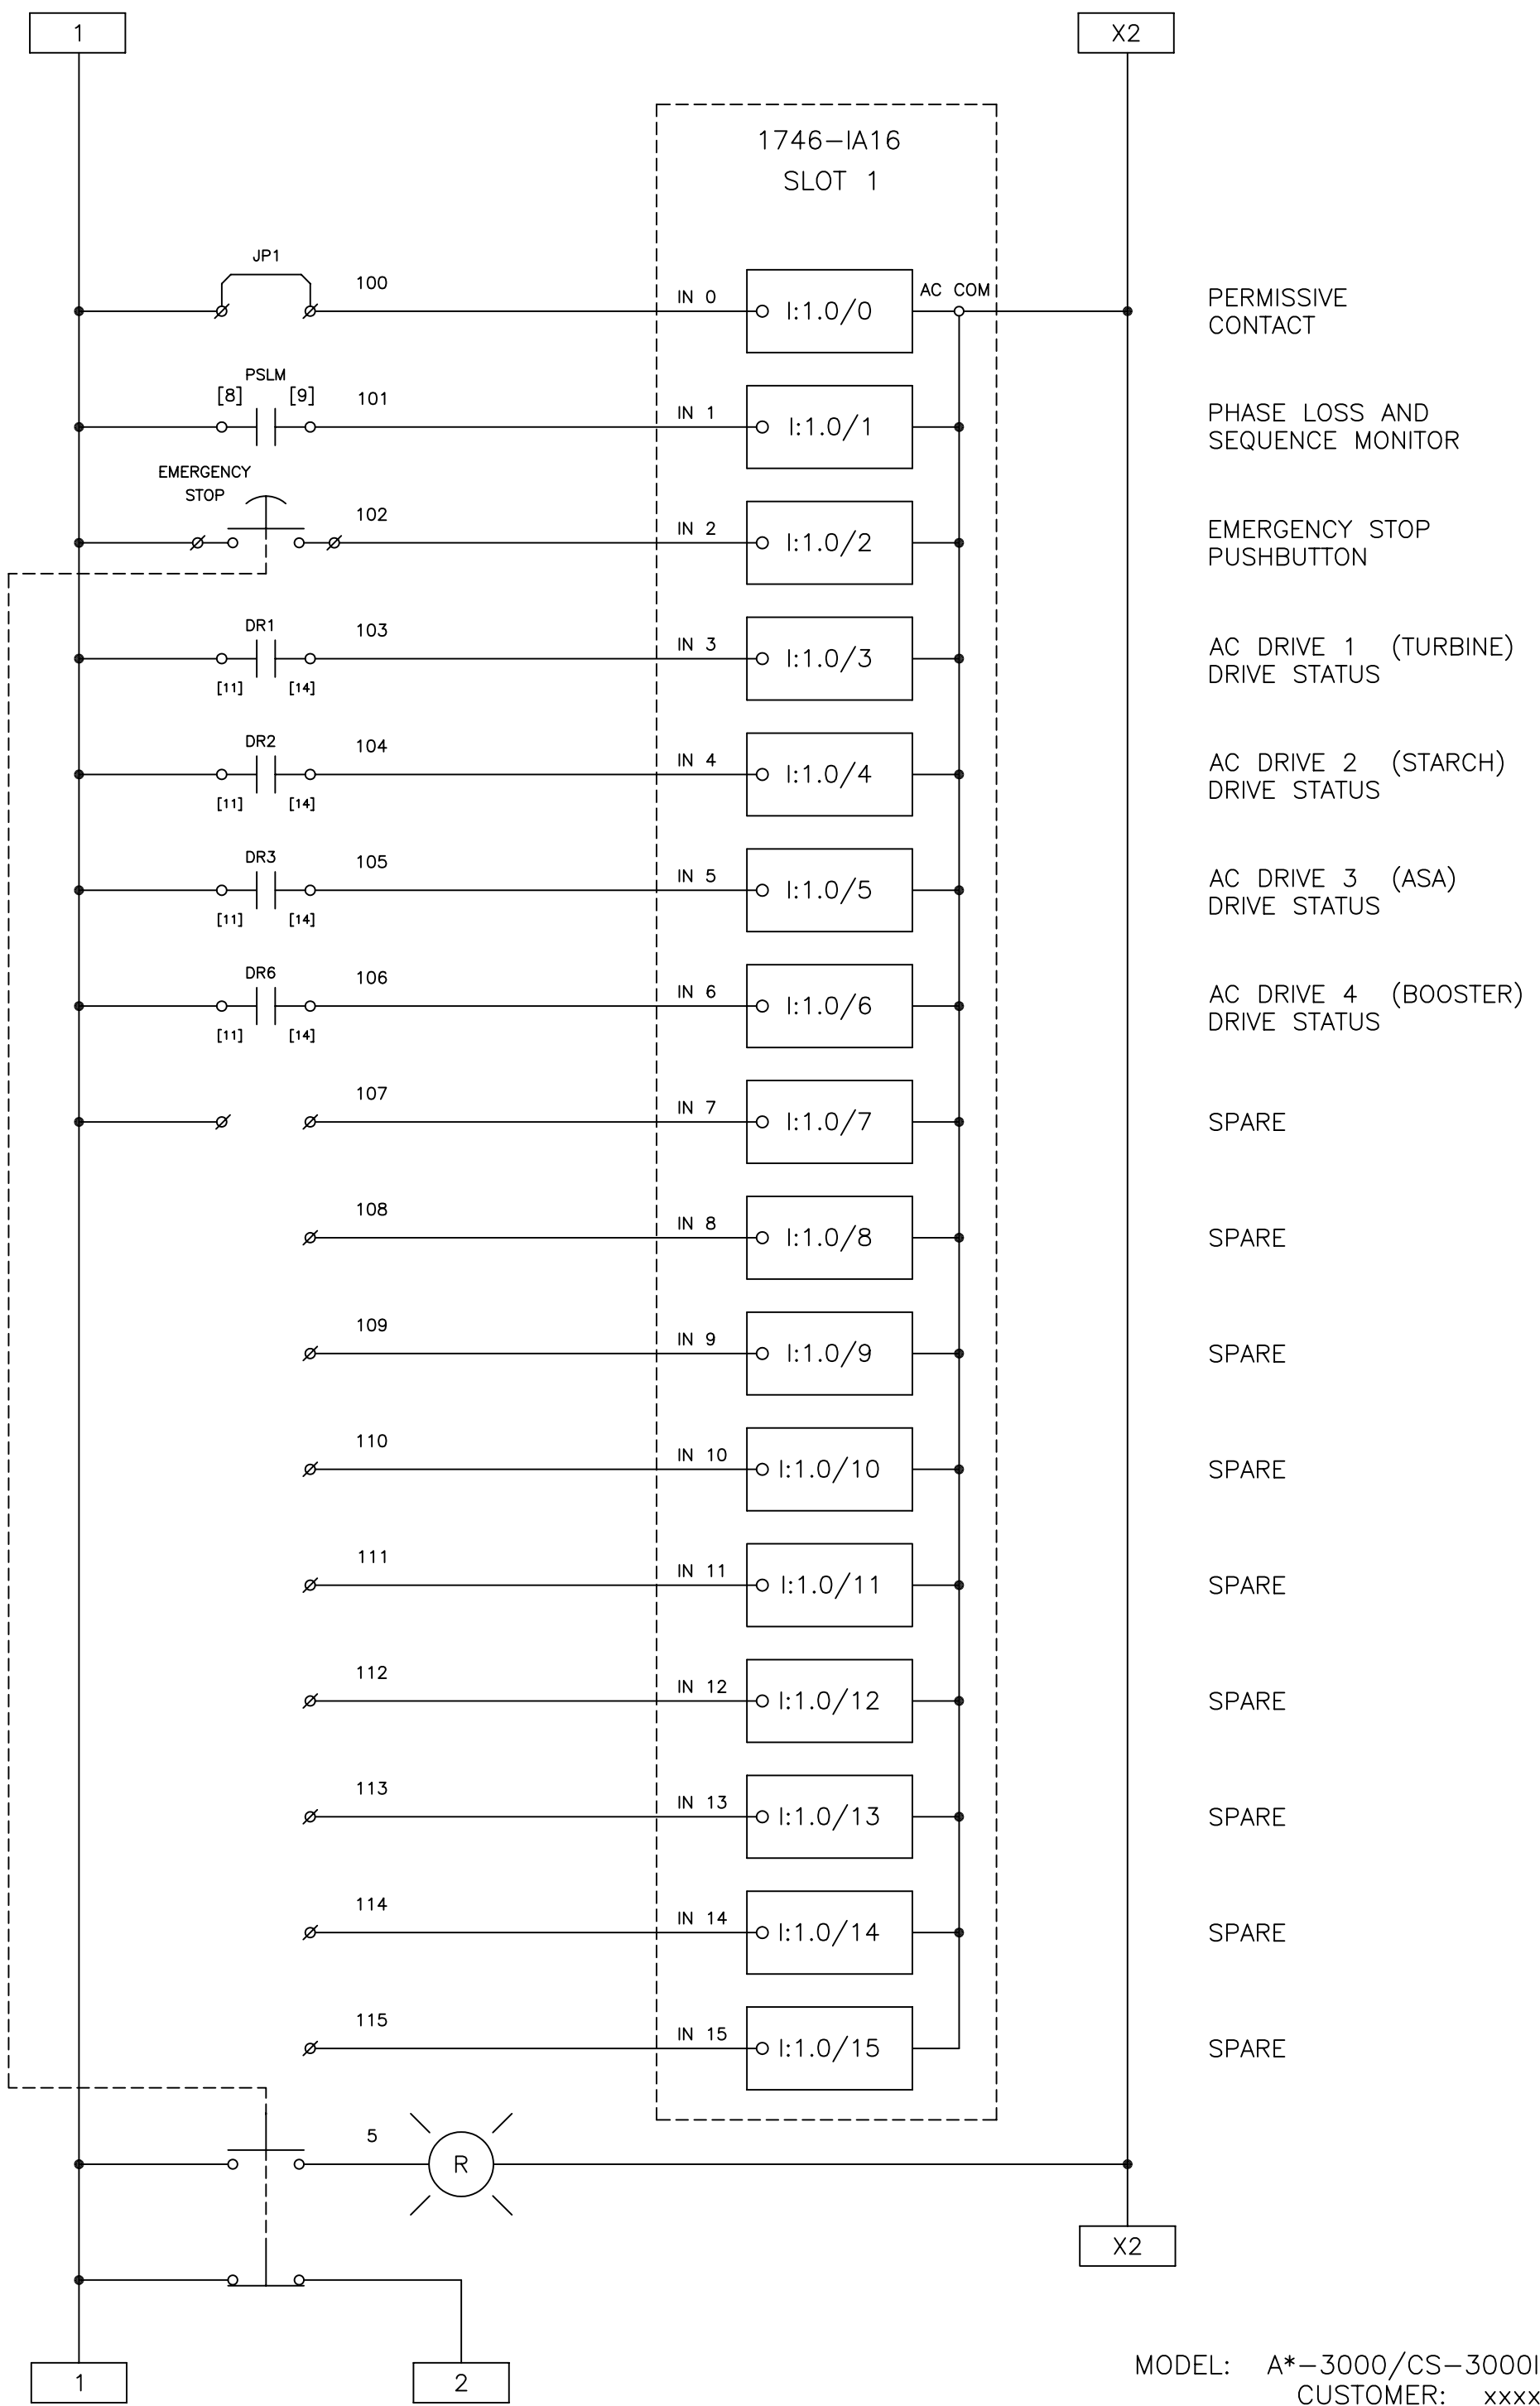 1
X2
1746-IA16
SLOT 1
JP1
100
IN 0
I:1.0/0
AC COM
PERMISSIVE
CONTACT
PSLM
[8]
[9]
101
IN 1
I:1.0/1
PHASE LOSS AND
SEQUENCE MONITOR
EMERGENCY
STOP
102
IN 2
I:1.0/2
EMERGENCY STOP
PUSHBUTTON
DR1
[11]
[14]
103
IN 3
I:1.0/3
AC DRIVE 1 (TURBINE)
DRIVE STATUS
DR2
[11]
[14]
104
IN 4
I:1.0/4
AC DRIVE 2 (STARCH)
DRIVE STATUS
DR3
[11]
[14]
105
IN 5
I:1.0/5
AC DRIVE 3 (ASA)
DRIVE STATUS
DR6
[11]
[14]
106
IN 6
I:1.0/6
AC DRIVE 4 (BOOSTER)
DRIVE STATUS
107
IN 7
I:1.0/7
SPARE
108
IN 8
I:1.0/8
SPARE
109
IN 9
I:1.0/9
SPARE
110
IN 10
I:1.0/10
SPARE
111
IN 11
I:1.0/11
SPARE
112
IN 12
I:1.0/12
SPARE
113
IN 13
I:1.0/13
SPARE
114
IN 14
I:1.0/14
SPARE
115
IN 15
I:1.0/15
SPARE
5
R
X2
1
2
MODEL: A*-3000/CS-3000I
CUSTOMER: xxxx